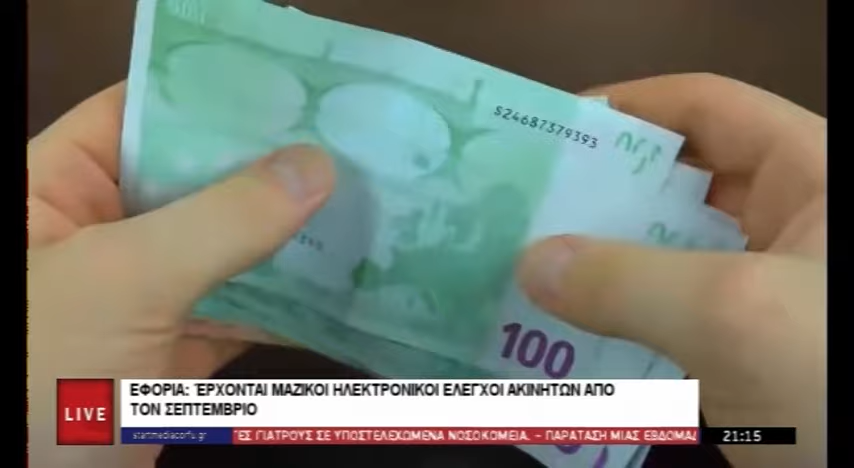 S24687379393
100
ΕΦΟΡΙΑ: ΈΡΧΟΝΤΑΙ ΜΑΖΙΚΟΙ ΗΛΕΚΤΡΟΝΙΚΟΙ ΕΛΕΓΧΟΙ ΑΚΙΝΗΤΩΝ ΑΠΟ
ΤΟΝ ΣΕΠΤΕΜΒΡΙΟ
LIVE
startmediacorfu.gr
ΈΣ ΓΙΑΤΡΟΥΣ ΣΕ ΥΠΟΣΤΕΛΕΧΩΜΕΝΑ ΝΟΣΟΚΟΜΕΙΑ. - ΠΑΡΑΤΑΣΗ ΜΙΑΣ ΕΒΔΟΜΑΔ
21:15